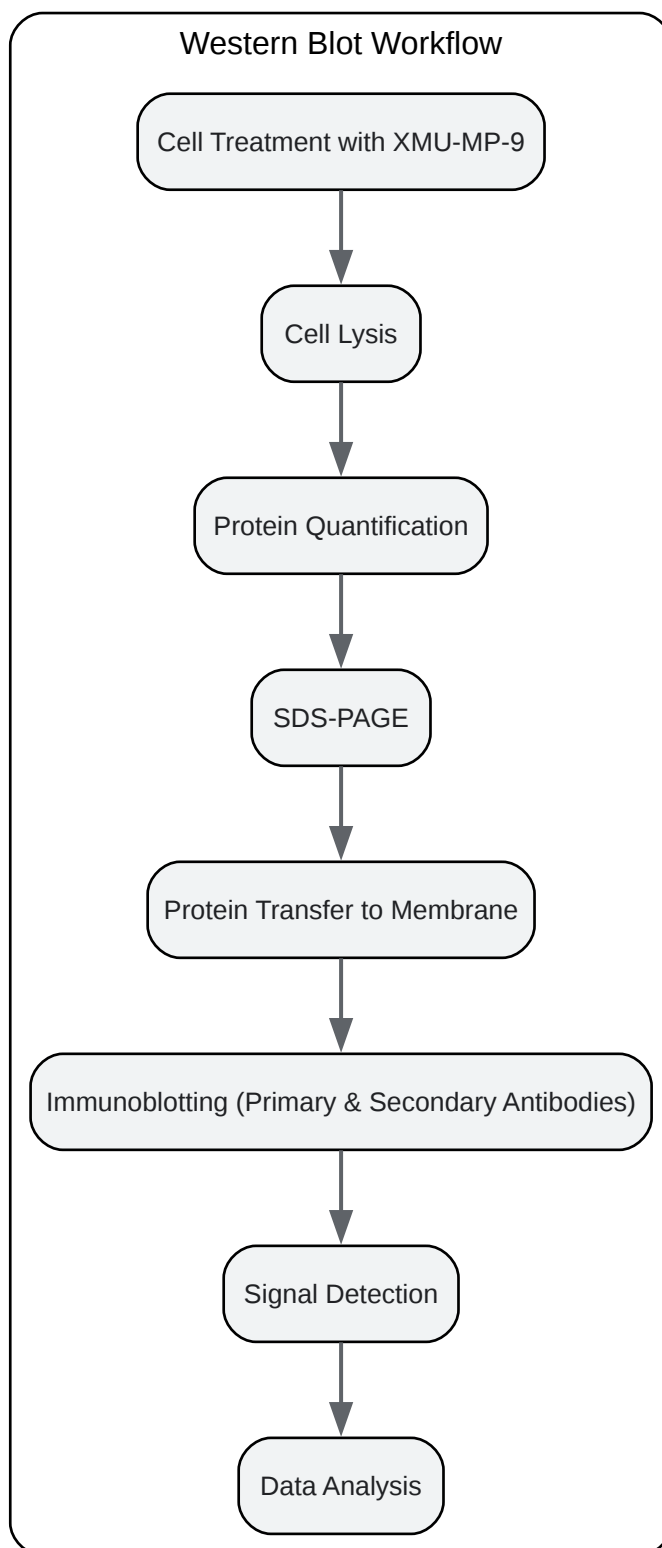 Western Blot Workflow
Cell Treatment with XMU-MP-9
Cell Lysis
Protein Quantification
SDS-PAGE
Protein Transfer to Membrane
Immunoblotting (Primary & Secondary Antibodies)
Signal Detection
Data Analysis